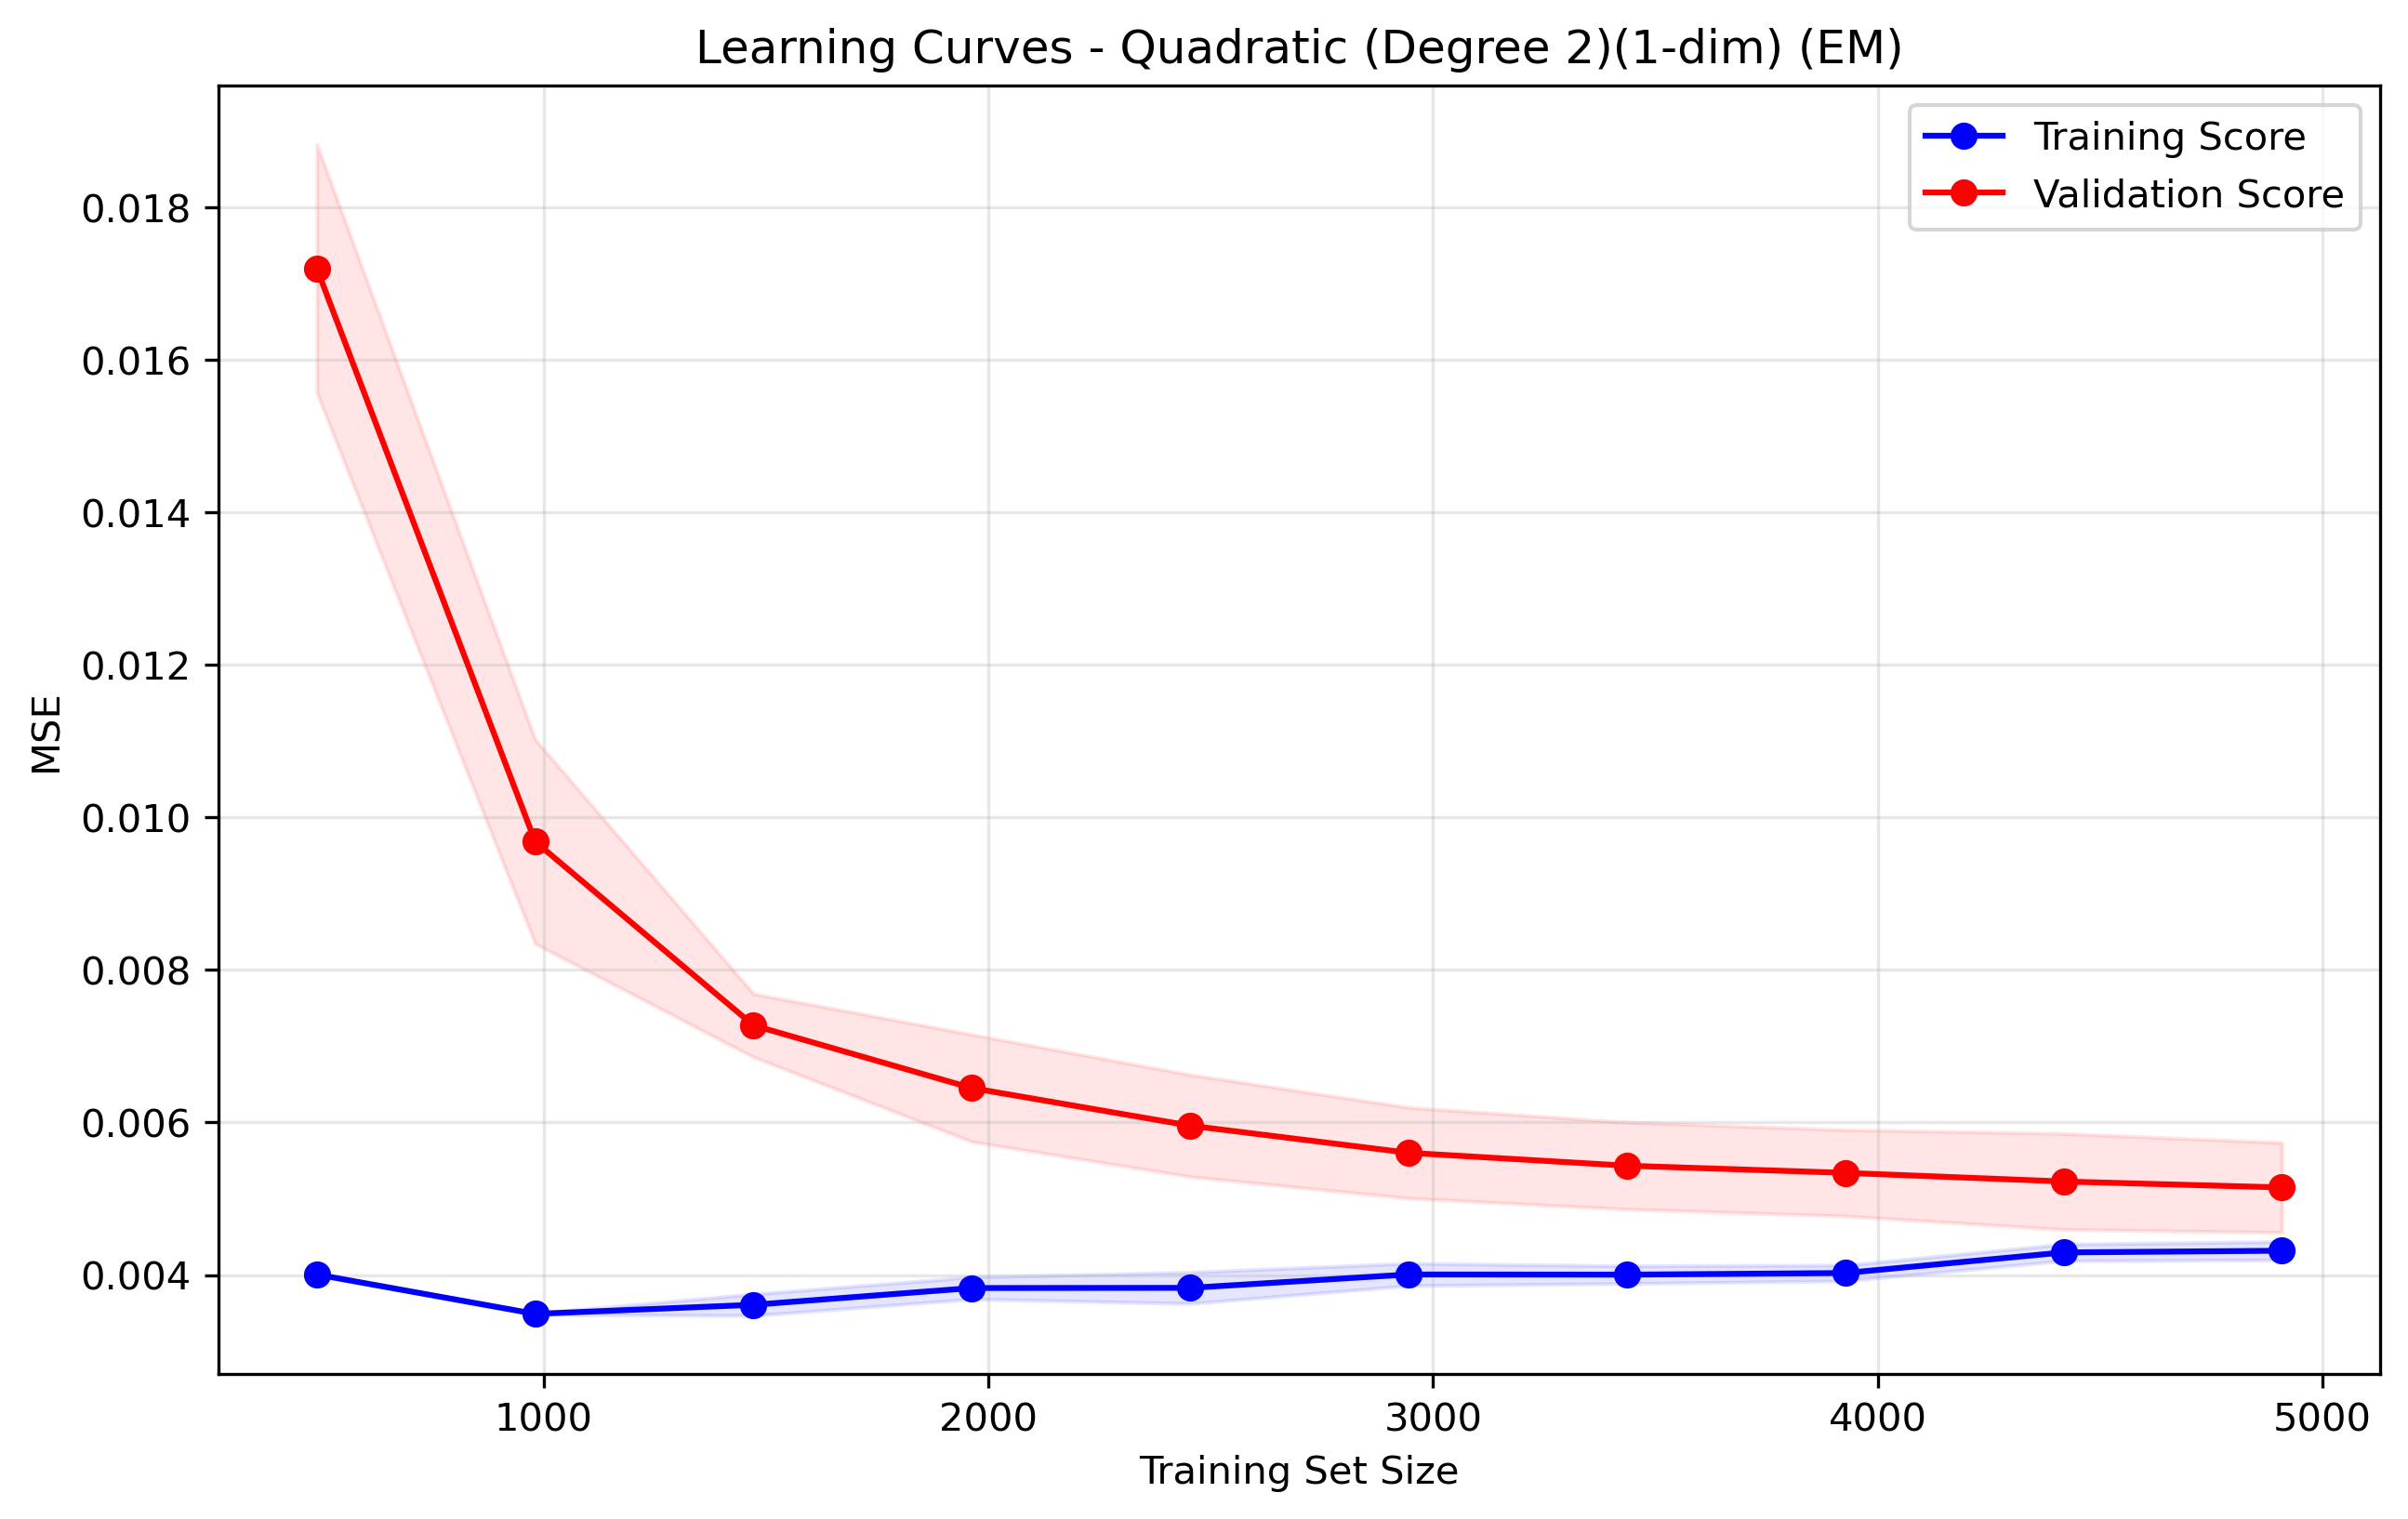 Learning Curves - Quadratic (Degree 2)(1-dim) (EM)
Training Score
Validation Score
0.018
0.016
0.014
0.012
0.010
0.008
0.006
0.004
MSE
1000 2000 3000 4000 5000
Training Set Size